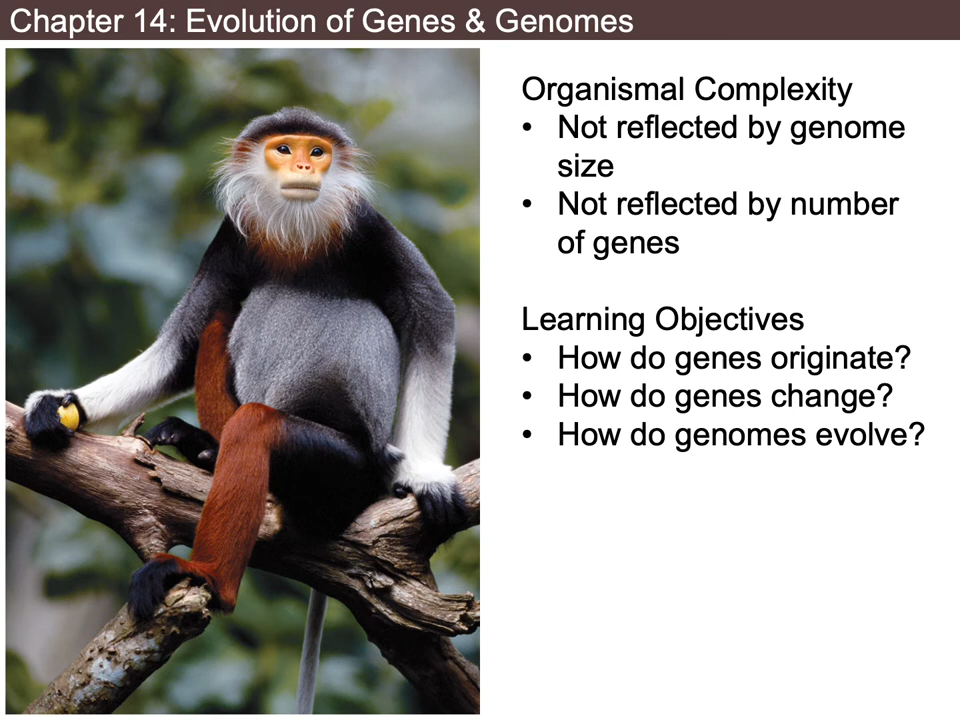 Chapter 14: Evolution of Genes & Genomes
Organismal Complexity
• Not reflected by genome
size
• Not reflected by number
of genes
Learning Objectives
• How do genes originate?
• How do genes change?
• How do genomes evolve?